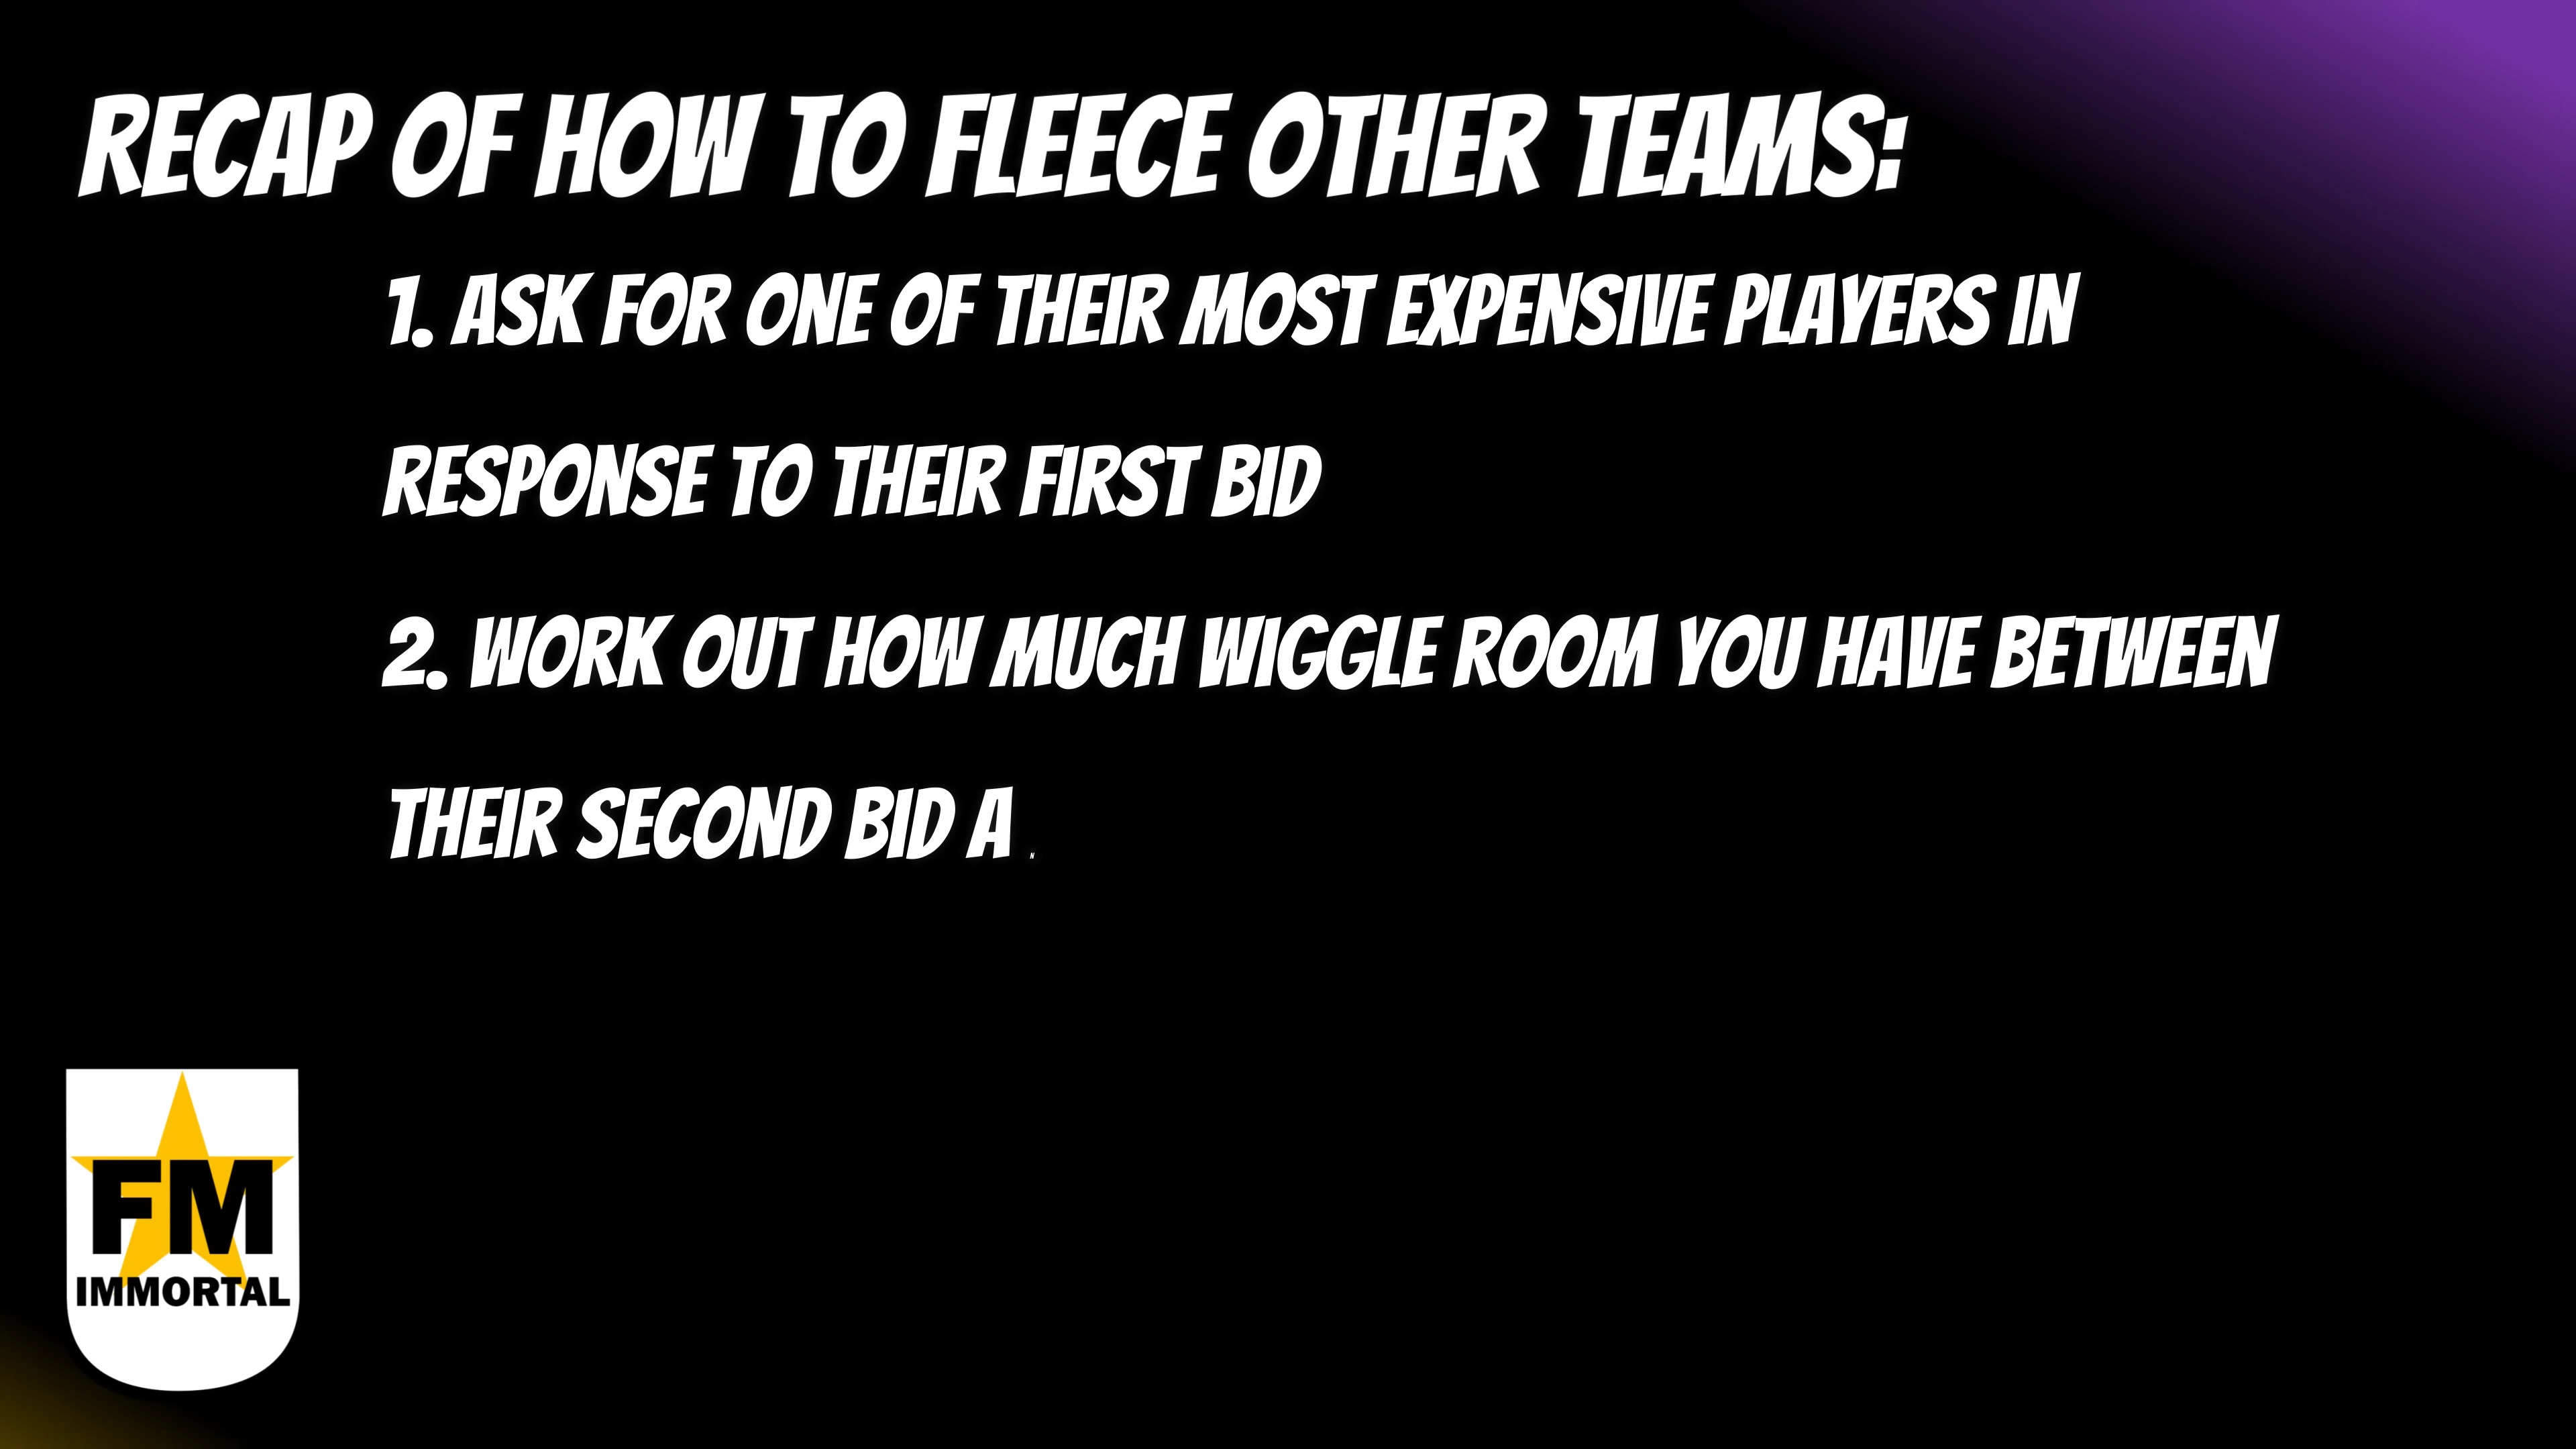 RECAP OF HOW TO FLEECE OTHER TEAMS:
1. ASK FOR ONE OF THEIR MOST EXPENSIVE PLAYERS IN
RESPONSE TO THEIR FIRST BID
2. WORK OUT HOW MUCH WIGGLE ROOM YOU HAVE BETWEEN
THEIR SECOND BID A N
FM
IMMORTAL